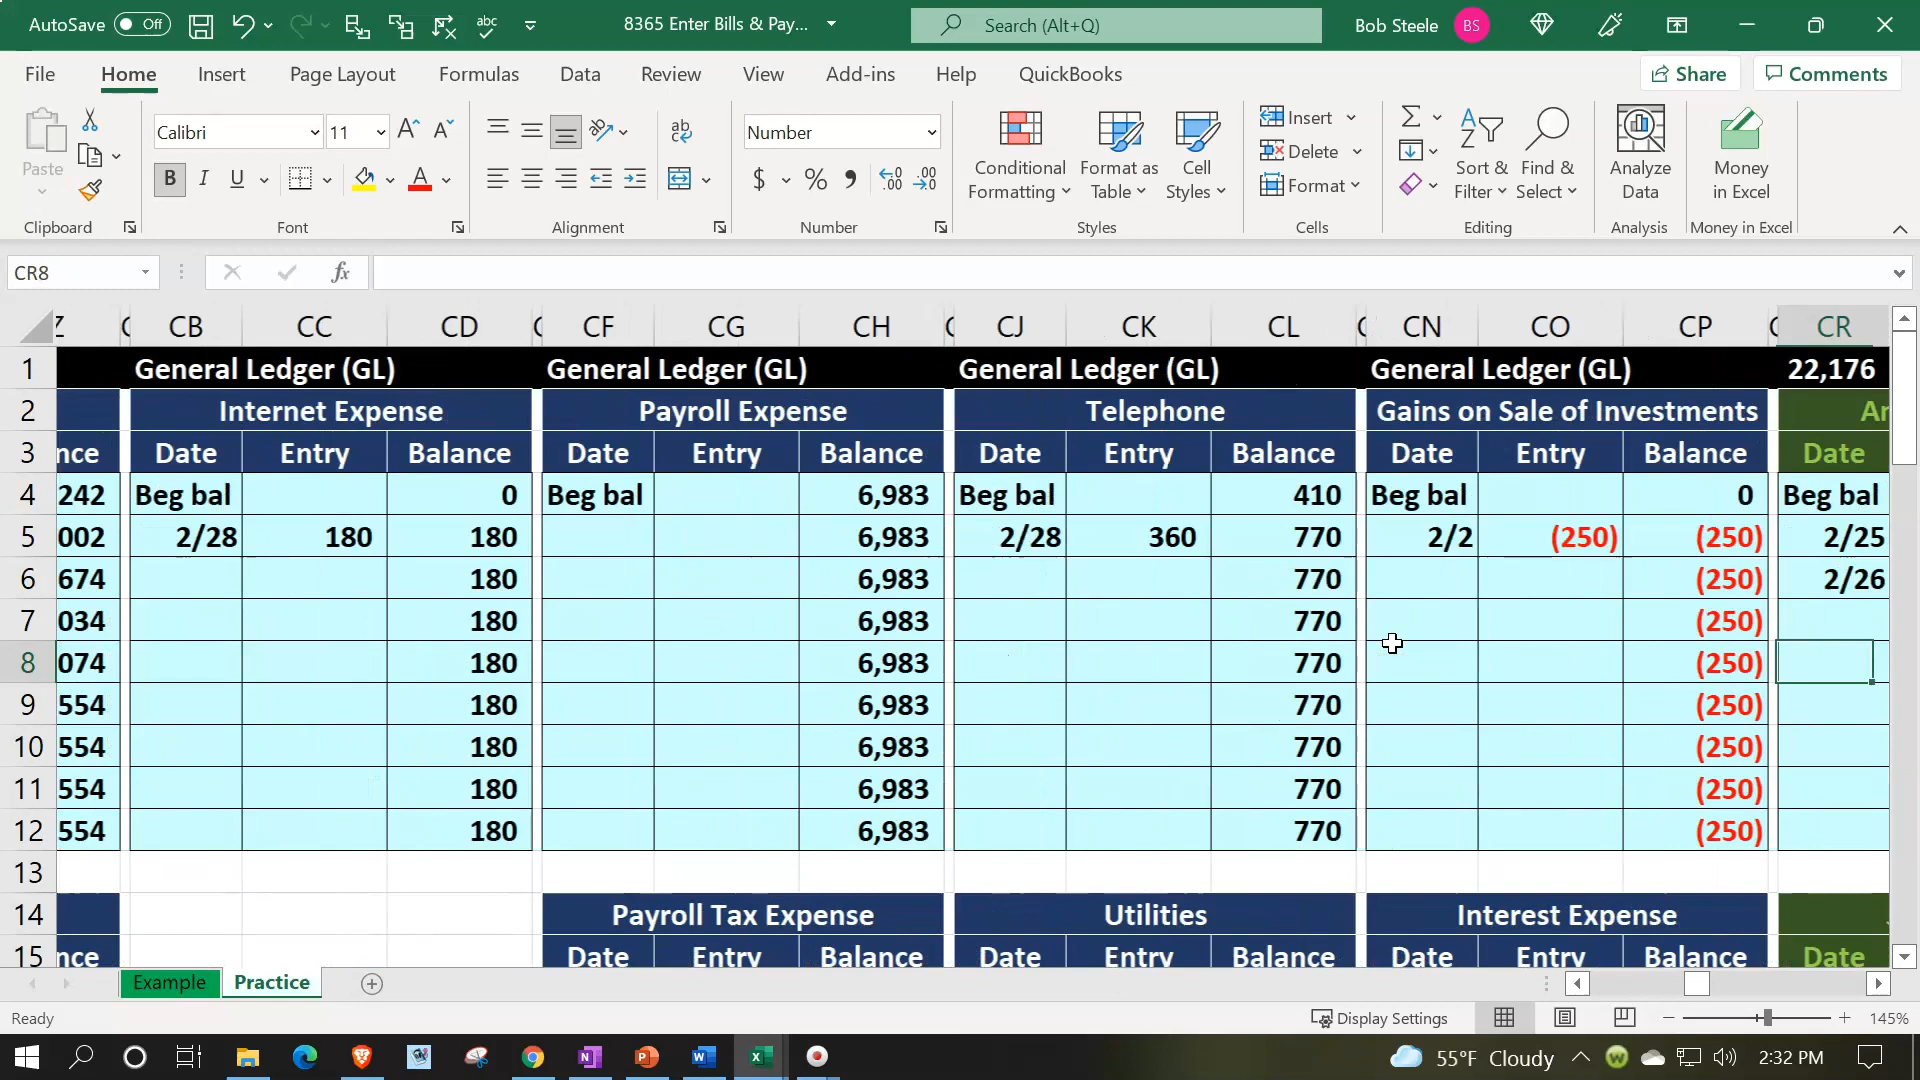 AutoSave Off 8365 Enter Bills & Pay... Search (Alt+Q) Bob Steele BS
File Home Insert Page Layout Formulas Data Review View Add-ins Help QuickBooks Share Comments
Paste Calibri 11 Number Conditional Formatting Format as Table Cell Styles Insert Delete Format Sort & Filter Find & Select Analyze Data Money in Excel
Clipboard Font Alignment Number Styles Cells Editing Analysis Money in Excel
CR8 fx
Z CB CC CD CF CG CH CJ CK CL CN CO CP CR
1 General Ledger (GL) General Ledger (GL) General Ledger (GL) General Ledger (GL) 22,176
2 Internet Expense Payroll Expense Telephone Gains on Sale of Investments
3 nce Date Entry Balance Date Entry Balance Date Entry Balance Date Entry Balance Date
4 242 Beg bal 0 Beg bal 6,983 Beg bal 410 Beg bal 0 Beg bal
5 002 2/28 180 180 6,983 2/28 360 770 2/2 (250) (250) 2/25
6 674 180 6,983 770 (250) 2/26
7 034 180 6,983 770 (250)
8 074 180 6,983 770 (250)
9 554 180 6,983 770 (250)
10 554 180 6,983 770 (250)
11 554 180 6,983 770 (250)
12 554 180 6,983 770 (250)
13
14 Payroll Tax Expense Utilities Interest Expense
15 nce Date Entry Balance Date Entry Balance Date Entry Balance Date
Example Practice
Ready Display Settings 145%
55°F Cloudy 2:32 PM